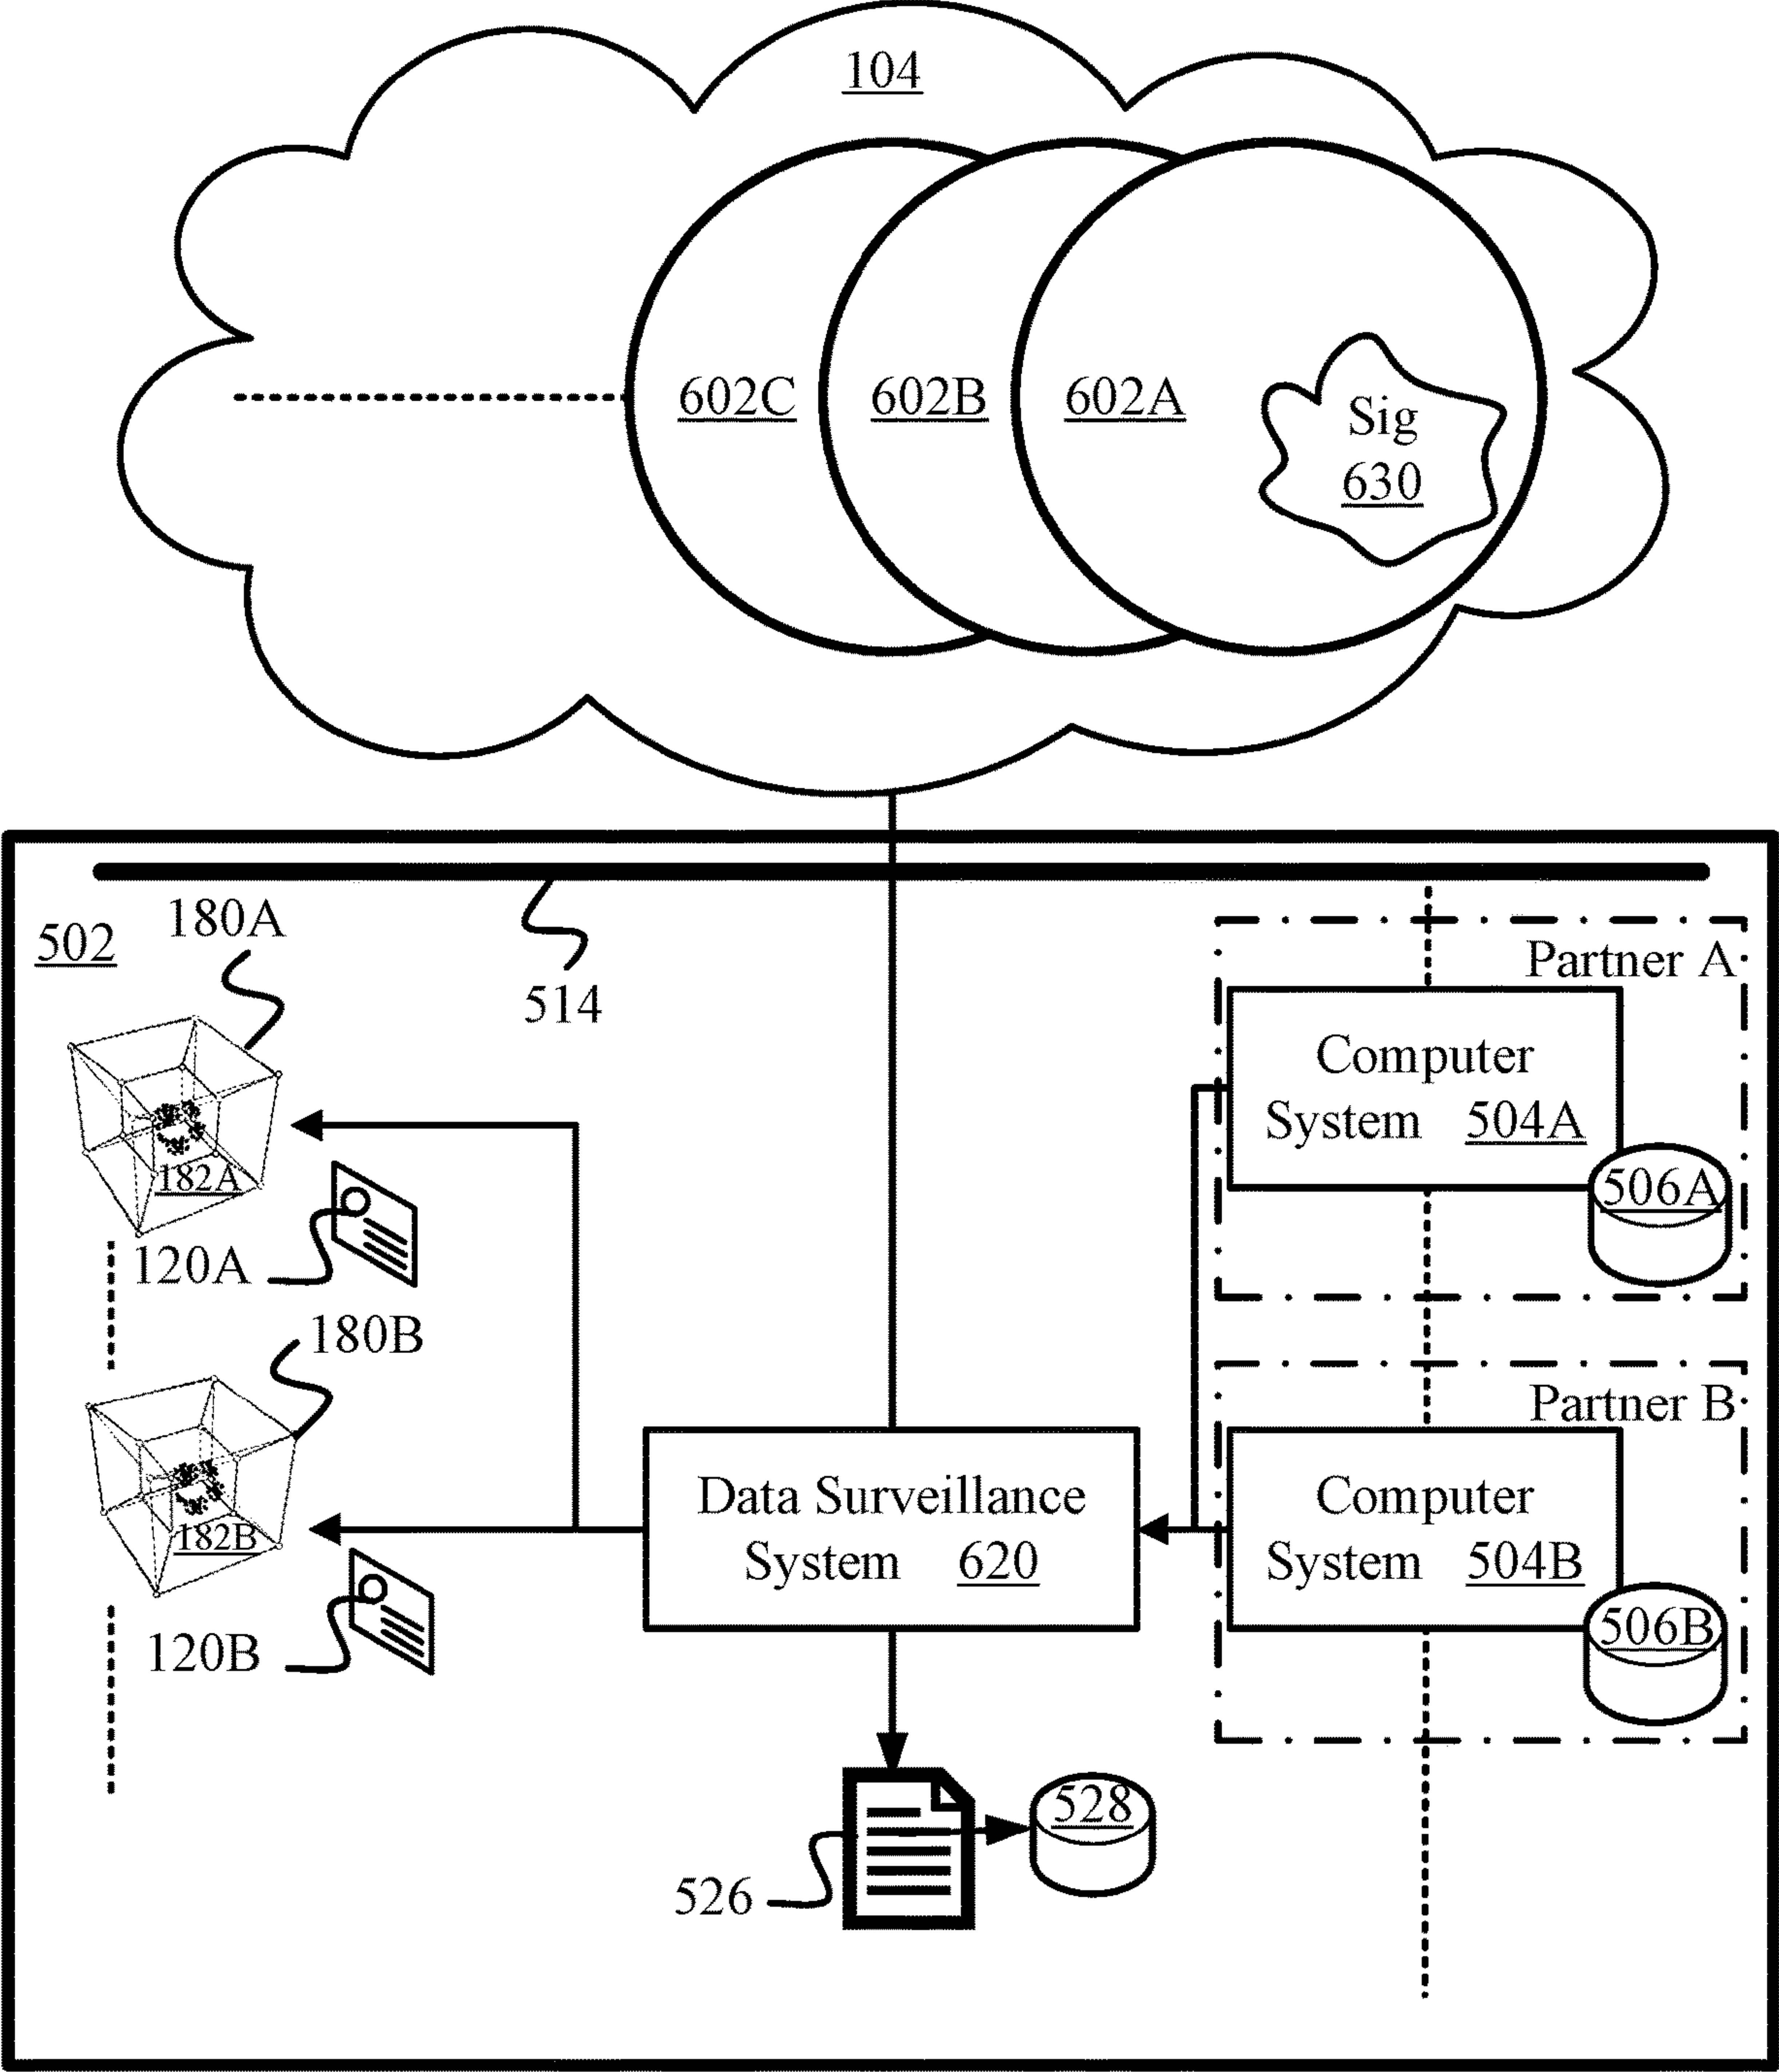 104
602C
602B
602A
Sig
630
502
180A
514
Partner A
Computer
System 504A
506A
182A
120A
180B
Partner B
Computer
System 504B
506B
Data Surveillance
System 620
182B
120B
528
526